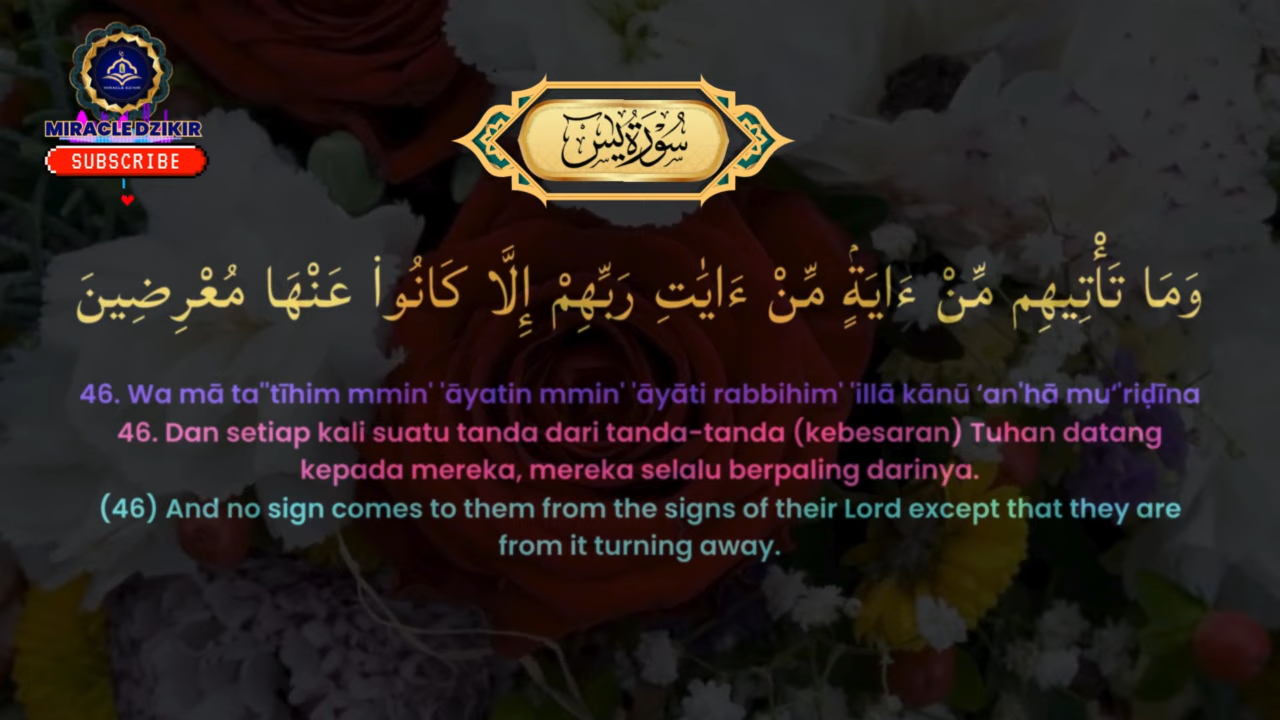 MIRACLE DZIKIR
SUBSCRIBE
سُوْرَةُ يٰسٓ
وَمَا تَأْتِيهِم مِّنْ ءَايَةٍۢ مِّنْ ءَايَٰتِ رَبِّهِمْ إِلَّا كَانُوا۟ عَنْهَا مُعْرِضِينَ
46. Wa mā ta''tīhim mmin' 'āyatin mmin' 'āyāti rabbihim' 'illā kānū ‘an'hā mu‘'riḍīna
46. Dan setiap kali suatu tanda dari tanda-tanda (kebesaran) Tuhan datang
kepada mereka, mereka selalu berpaling darinya.
(46) And no sign comes to them from the signs of their Lord except that they are
from it turning away.